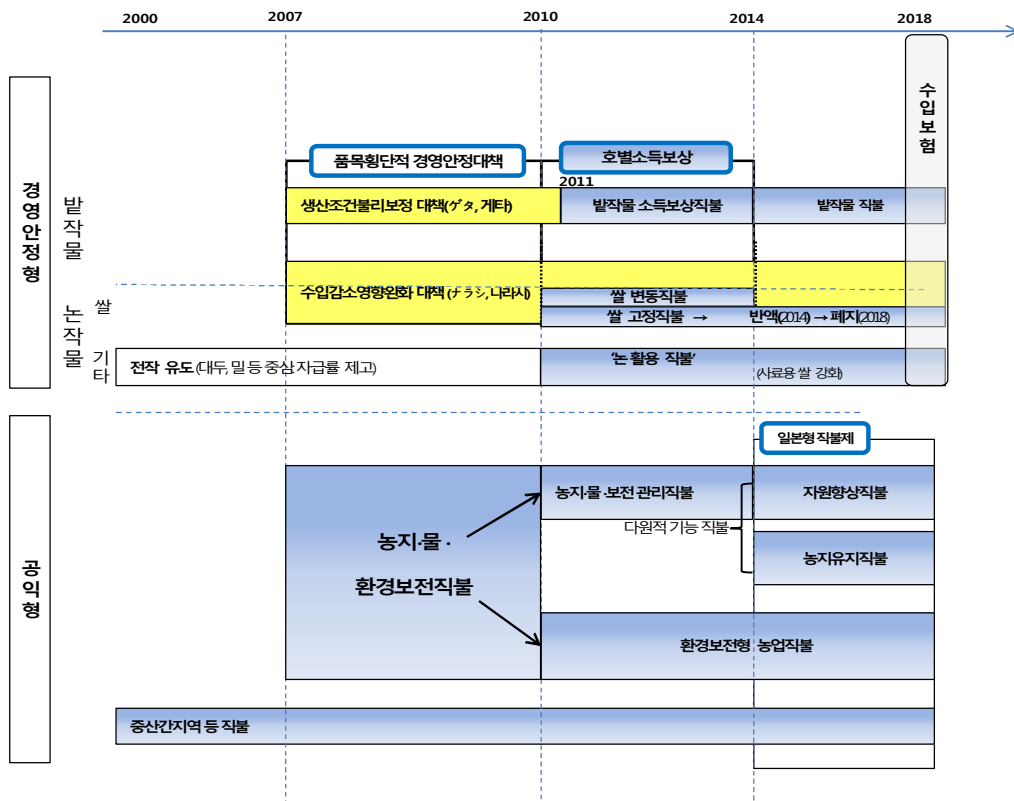 2000 2007 2010 2014 2018
수입보험
경영안정형
품목횡단적 경영안정대책
호별소득보상
2011
밭작물
생산조건불리보정 대책(ゲタ, 게타)
밭작물 소득보상직불
밭작물 직불
논작물
쌀
수입감소영향완화 대책(ナラシ, 나라시)
쌀 변동직불
쌀 고정직불 → 반액(2014) → 폐지(2018)
기타
전작 유도(대두, 밀 등 중심 자급률 제고)
'논 활용 직불'
(사료용 쌀 강화)
공익형
일본형 직불제
농지·물·
환경보전직불
농지·물·보전 관리직불
다원적 기능 직불
자원향상직불
농지유지직불
환경보전형 농업직불
중산간지역 등 직불